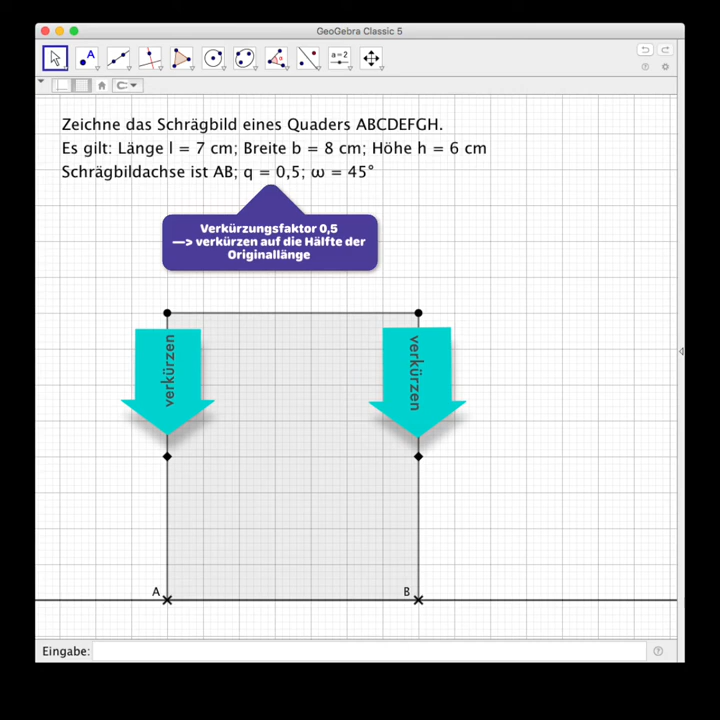 GeoGebra Classic 5
A
a=2
Zeichne das Schrägbild eines Quaders ABCDEFGH.
Es gilt: Länge l = 7 cm; Breite b = 8 cm; Höhe h = 6 cm
Schrägbildachse ist AB; q = 0,5; ω = 45°
Verkürzungsfaktor 0,5
—> verkürzen auf die Hälfte der
Originallänge
verkürzen
verkürzen
A
B
Eingabe: